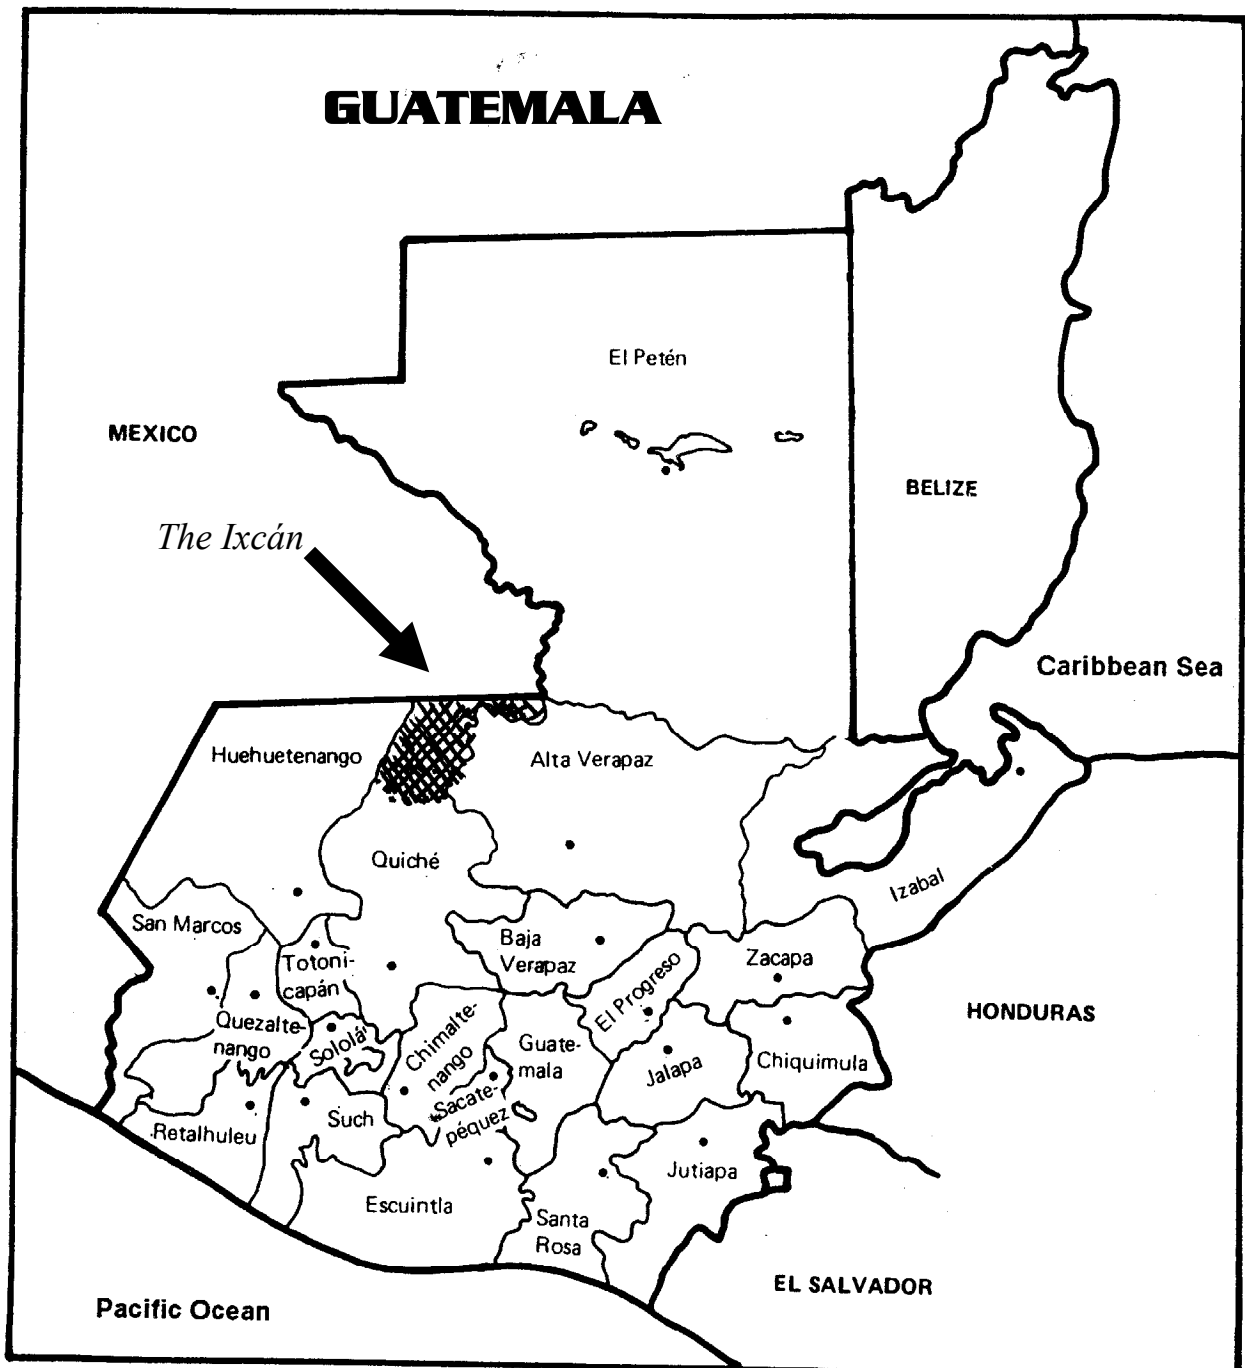 GUATEMALA
El Petén
MEXICO
BELIZE
The Ixcán
Caribbean Sea
Huehuetenango
Alta Verapaz
Quiché
Izabal
San Marcos
Baja
Verapaz
Zacapa
Totoni-
capán
El Progreso
HONDURAS
Quezalte-
nango
Sololá
Chimalte-
nango
Guate-
mala
Jalapa
Chiquimula
Retalhuleu
Such
Sacate-
péquez
Jutiapa
Escuintla
Santa
Rosa
EL SALVADOR
Pacific Ocean